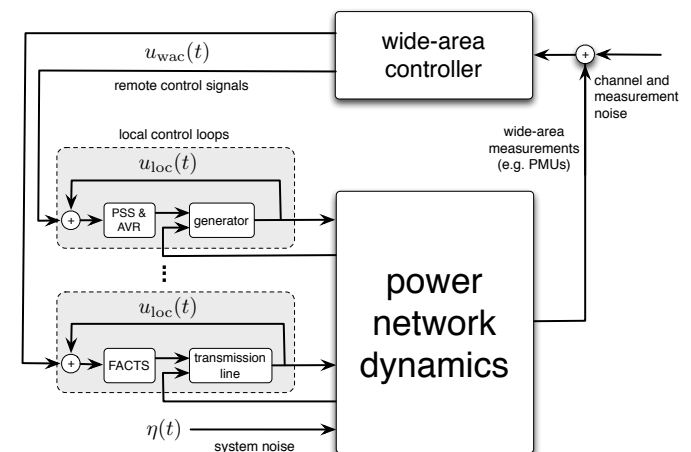 u_wac(t)
remote control signals
wide-area
controller
+
channel and
measurement
noise
wide-area
measurements
(e.g. PMUs)
local control loops
u_loc(t)
+
PSS &
AVR
generator
⋮
u_loc(t)
+
FACTS
transmission
line
power
network
dynamics
η(t)
system noise